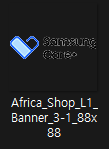 Samsung
Care+
Africa_Shop_L1_
Banner_3-1_88x
88